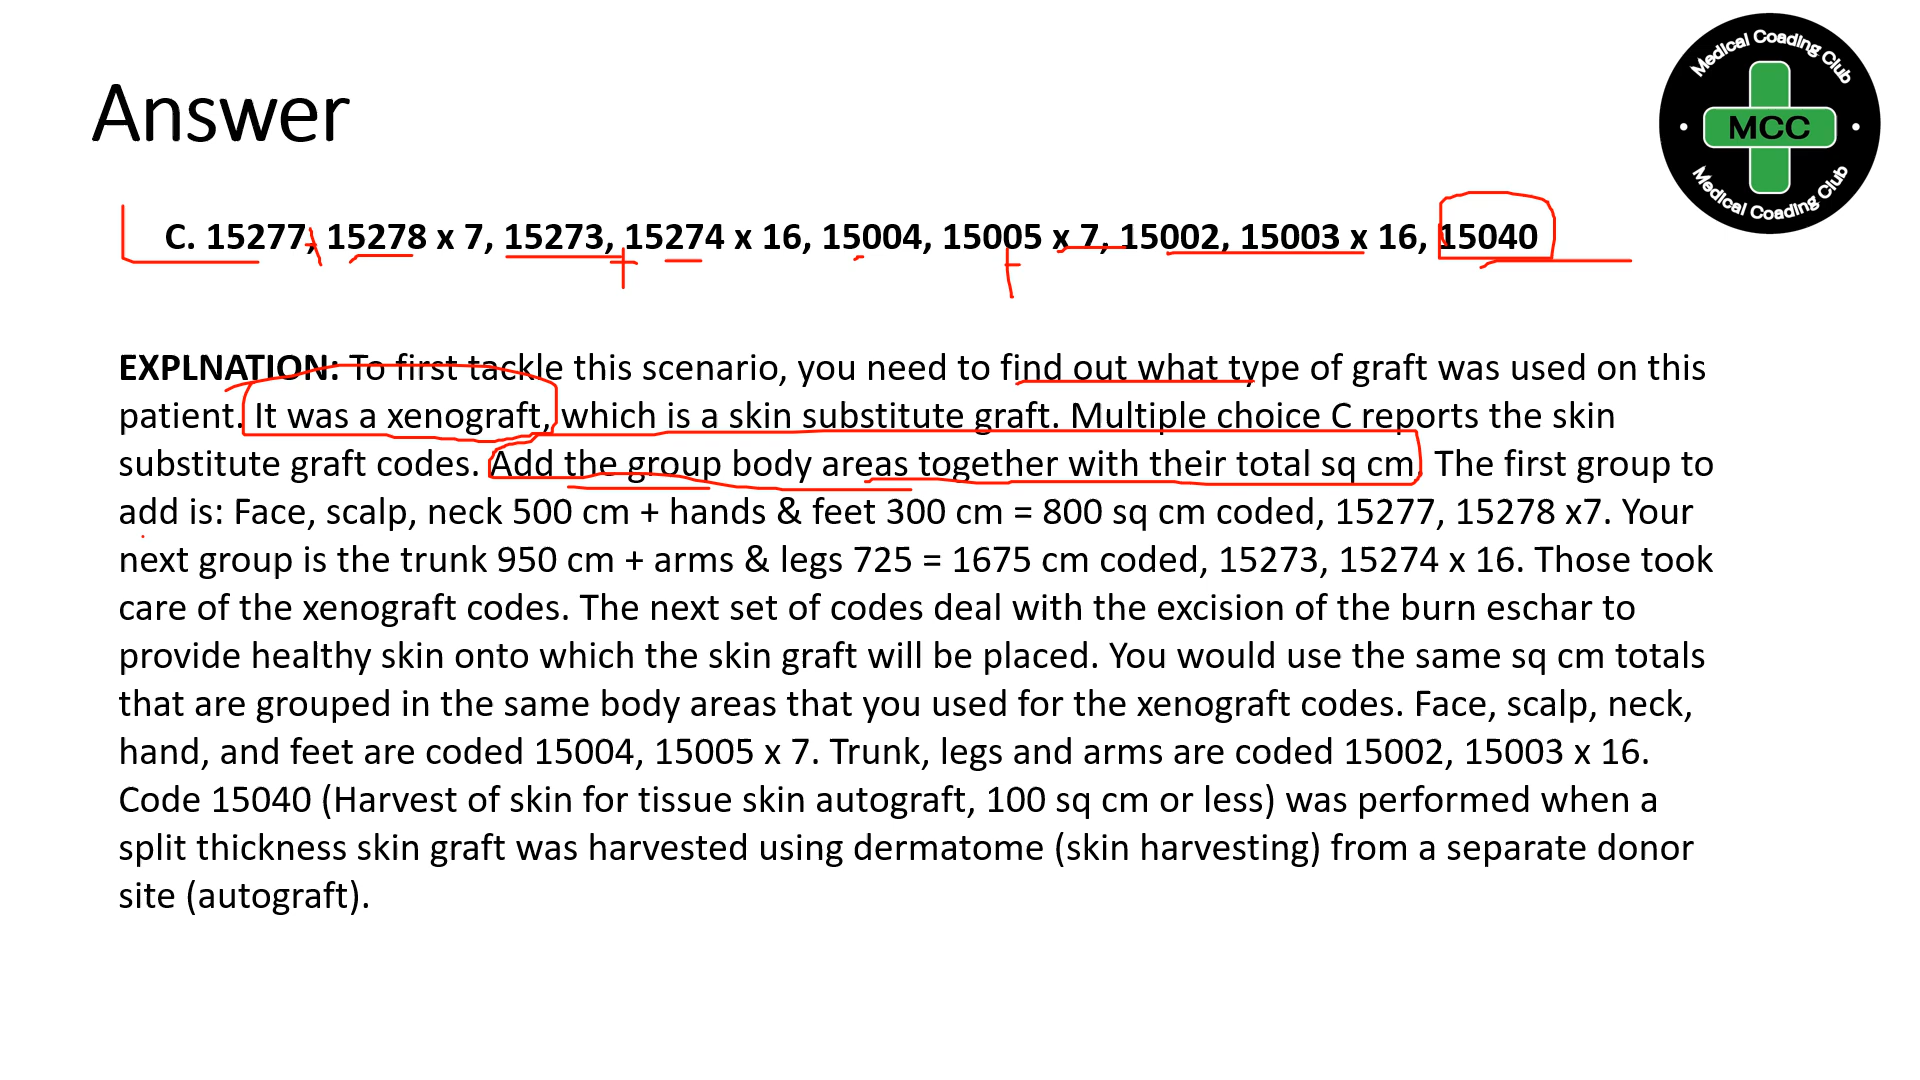 Answer
Medical Coading Club
MCC
Medical Coading Club
C. 15277, 15278 x 7, 15273, 15274 x 16, 15004, 15005 x 7, 15002, 15003 x 16, 15040
EXPLNATION: To first tackle this scenario, you need to find out what type of graft was used on this
patient. It was a xenograft, which is a skin substitute graft. Multiple choice C reports the skin
substitute graft codes. Add the group body areas together with their total sq cm. The first group to
add is: Face, scalp, neck 500 cm + hands & feet 300 cm = 800 sq cm coded, 15277, 15278 x7. Your
next group is the trunk 950 cm + arms & legs 725 = 1675 cm coded, 15273, 15274 x 16. Those took
care of the xenograft codes. The next set of codes deal with the excision of the burn eschar to
provide healthy skin onto which the skin graft will be placed. You would use the same sq cm totals
that are grouped in the same body areas that you used for the xenograft codes. Face, scalp, neck,
hand, and feet are coded 15004, 15005 x 7. Trunk, legs and arms are coded 15002, 15003 x 16.
Code 15040 (Harvest of skin for tissue skin autograft, 100 sq cm or less) was performed when a
split thickness skin graft was harvested using dermatome (skin harvesting) from a separate donor
site (autograft).